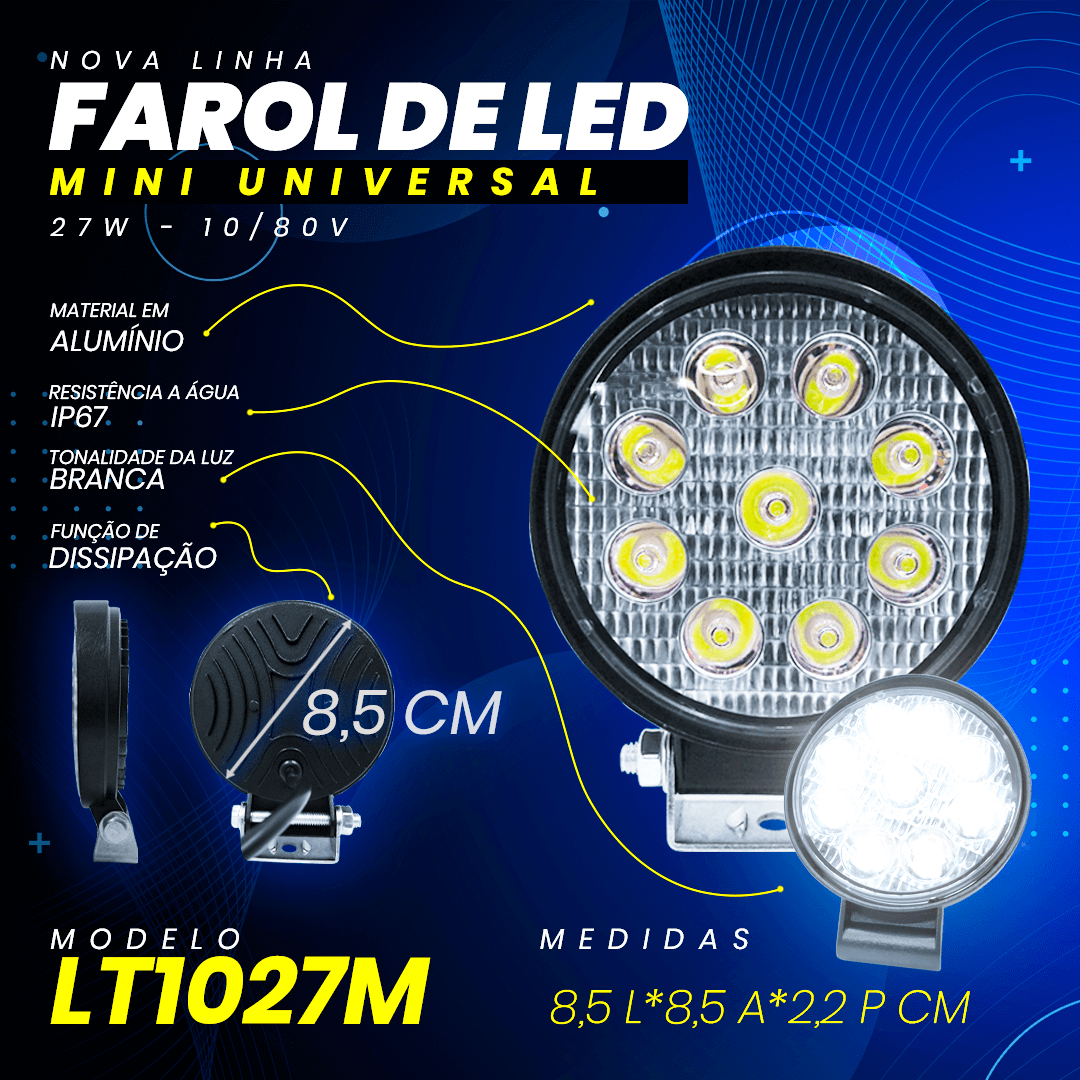 NOVA LINHA
FAROL DE LED
MINI UNIVERSAL
27W - 10/80V
MATERIAL EM
ALUMÍNIO
RESISTÊNCIA A ÁGUA
IP67
TONALIDADE DA LUZ
BRANCA
FUNÇÃO DE
DISSIPAÇÃO
8,5 CM
MODELO
LT1027M
MEDIDAS
8,5 L*8,5 A*2,2 P CM